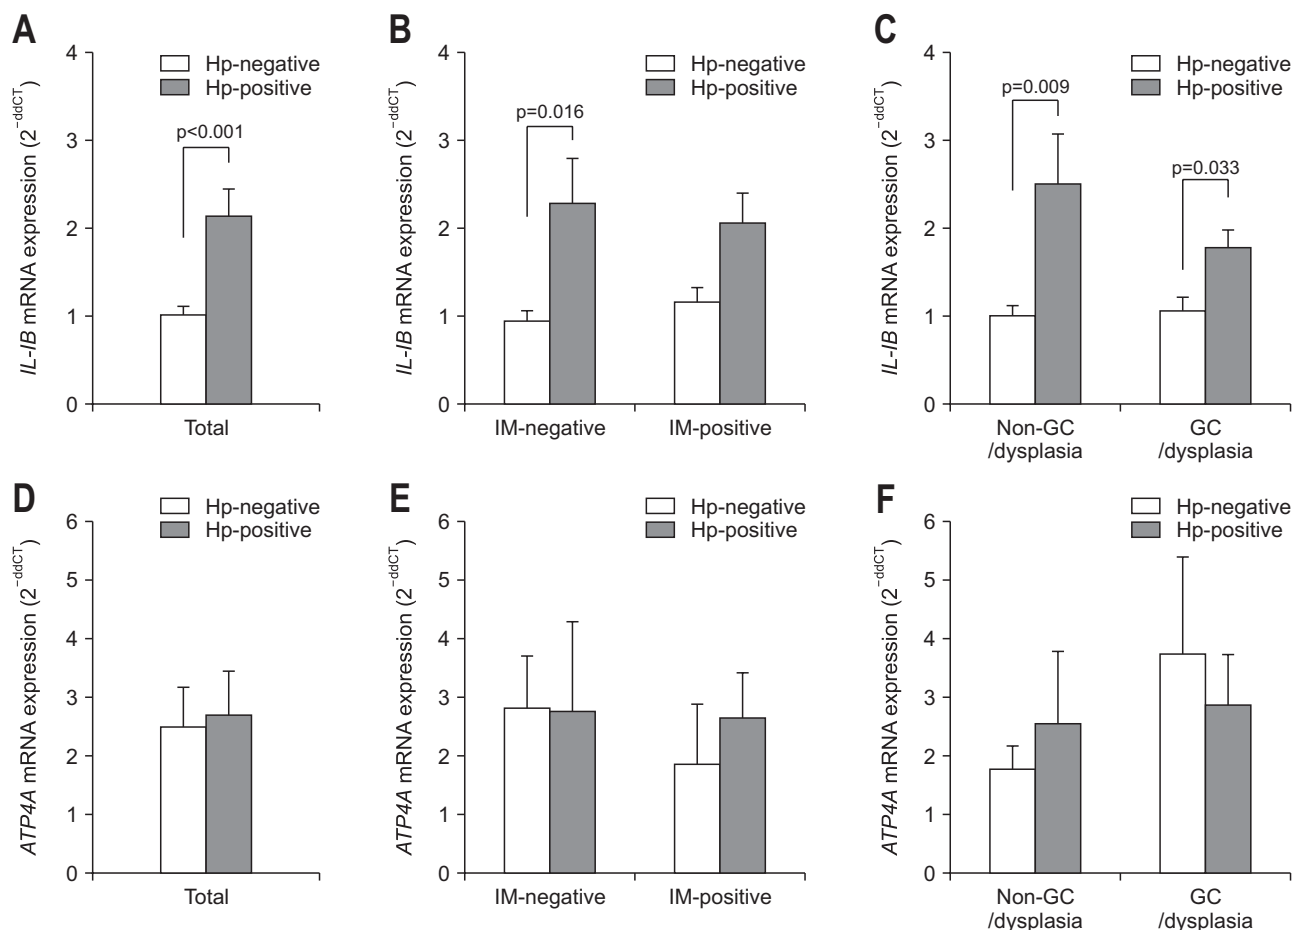 A
IL-IB mRNA expression (2^−ddCT)
4
3
2
1
0
Hp-negative
Hp-positive
p<0.001
Total
B
IL-IB mRNA expression (2^−ddCT)
4
3
2
1
0
Hp-negative
Hp-positive
p=0.016
IM-negative
IM-positive
C
IL-IB mRNA expression (2^−ddCT)
4
3
2
1
0
Hp-negative
Hp-positive
p=0.009
p=0.033
Non-GC
/dysplasia
GC
/dysplasia
D
ATP4A mRNA expression (2^−ddCT)
6
5
4
3
2
1
0
Hp-negative
Hp-positive
Total
E
ATP4A mRNA expression (2^−ddCT)
6
5
4
3
2
1
0
Hp-negative
Hp-positive
IM-negative
IM-positive
F
ATP4A mRNA expression (2^−ddCT)
6
5
4
3
2
1
0
Hp-negative
Hp-positive
Non-GC
/dysplasia
GC
/dysplasia